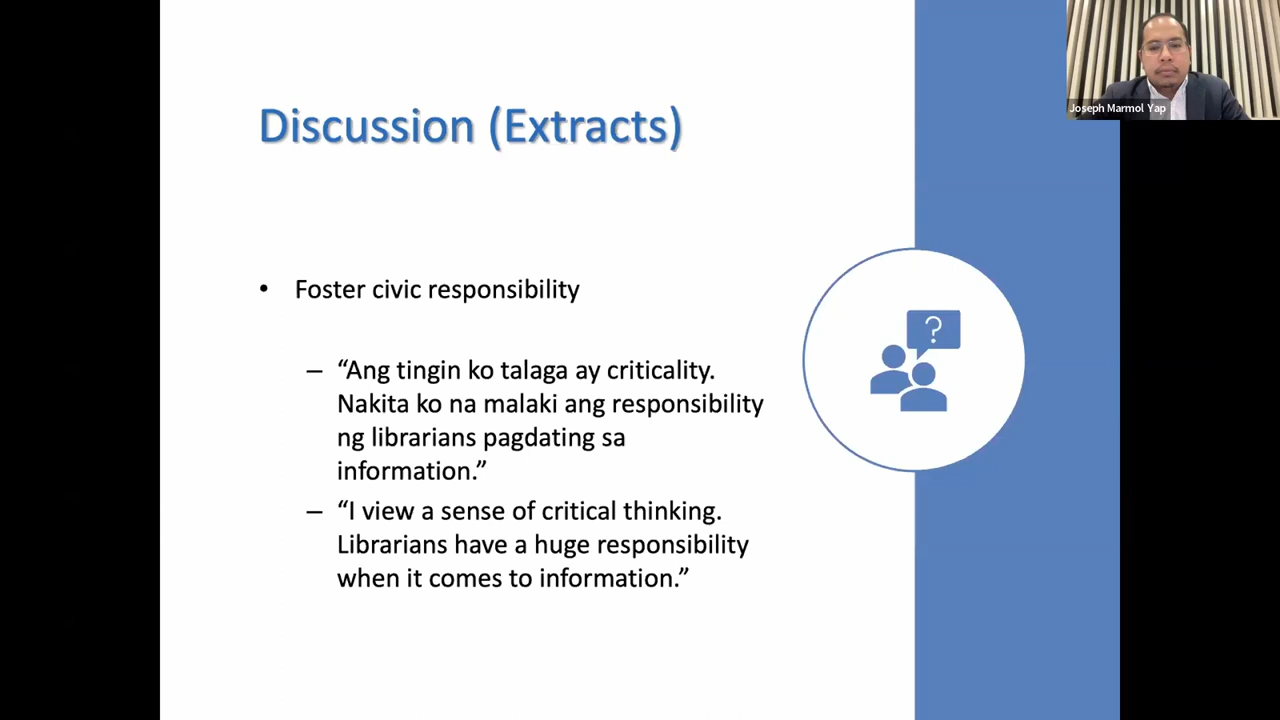 Discussion (Extracts)
• Foster civic responsibility
– “Ang tingin ko talaga ay criticality.
Nakita ko na malaki ang responsibility
ng librarians pagdating sa
information.”
– “I view a sense of critical thinking.
Librarians have a huge responsibility
when it comes to information.”
?
Joseph Marmol Yap